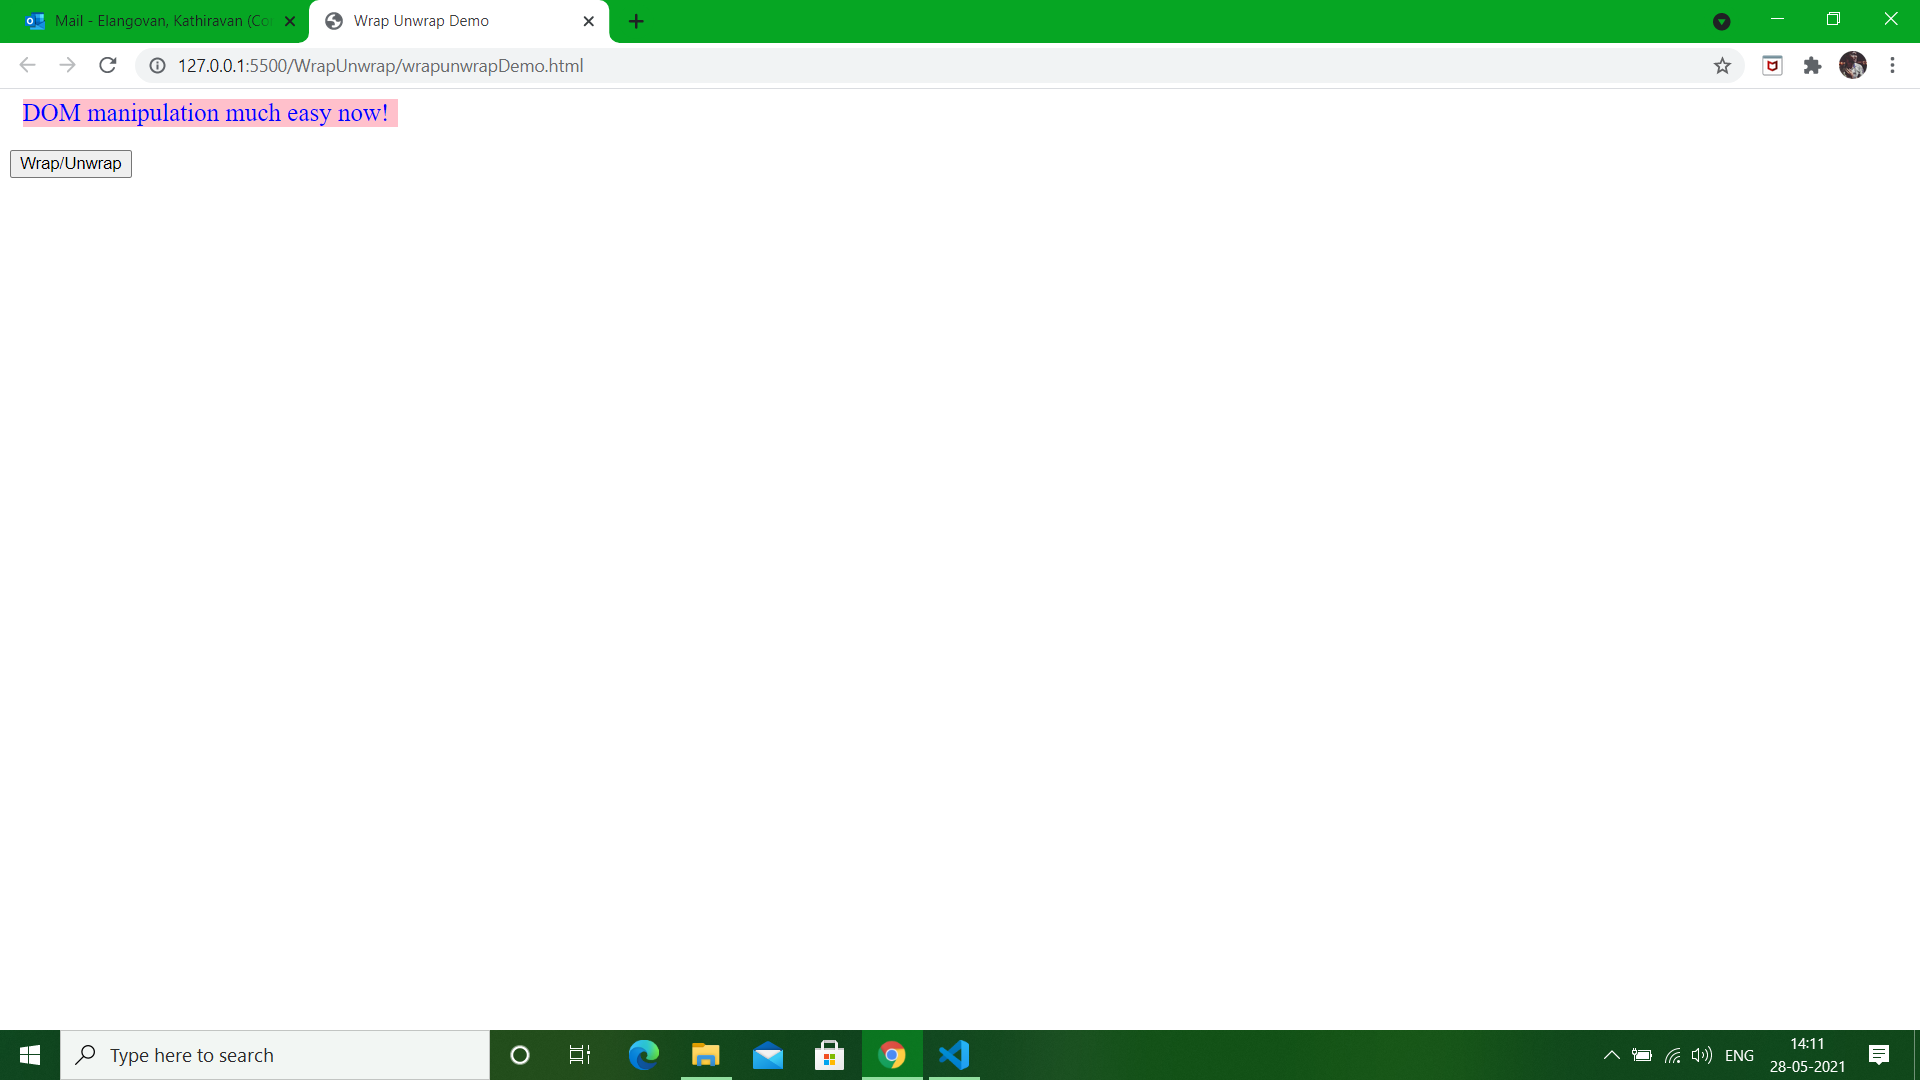 Mail - Elangovan, Kathiravan (Co
Wrap Unwrap Demo
127.0.0.1:5500/WrapUnwrap/wrapunwrapDemo.html
DOM manipulation much easy now!
Wrap/Unwrap
Type here to search
ENG
14:11
28-05-2021